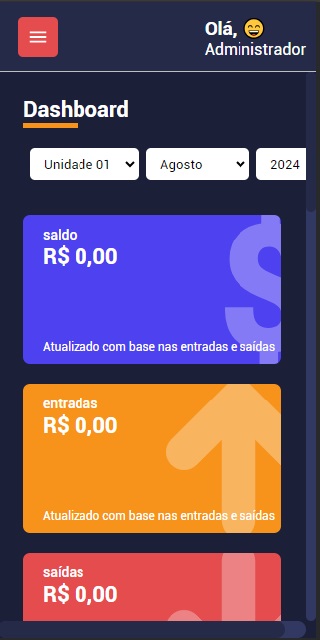 Olá, 😄
Administrador
Dashboard
Unidade 01 Agosto 2024
saldo
R$ 0,00
Atualizado com base nas entradas e saídas
entradas
R$ 0,00
Atualizado com base nas entradas e saídas
saídas
R$ 0,00